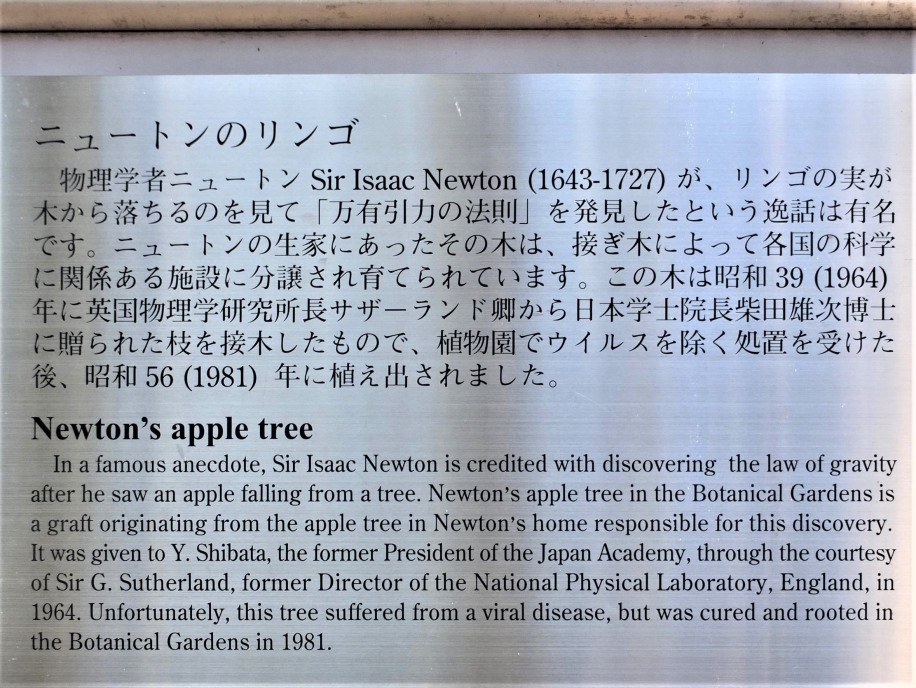 ニュートンのリンゴ
物理学者ニュートン Sir Isaac Newton (1643-1727) が、リンゴの実が
木から落ちるのを見て「万有引力の法則」を発見したという逸話は有名
です。ニュートンの生家にあったその木は、接ぎ木によって各国の科学
に関係ある施設に分譲され育てられています。この木は昭和 39 (1964)
年に英国物理学研究所長サザーランド卿から日本学士院長柴田雄次博士
に贈られた枝を接木したもので、植物園でウイルスを除く処置を受けた
後、昭和 56 (1981) 年に植え出されました。
Newton's apple tree
In a famous anecdote, Sir Isaac Newton is credited with discovering the law of gravity
after he saw an apple falling from a tree. Newton's apple tree in the Botanical Gardens is
a graft originating from the apple tree in Newton's home responsible for this discovery.
It was given to Y. Shibata, the former President of the Japan Academy, through the courtesy
of Sir G. Sutherland, former Director of the National Physical Laboratory, England, in
1964. Unfortunately, this tree suffered from a viral disease, but was cured and rooted in
the Botanical Gardens in 1981.